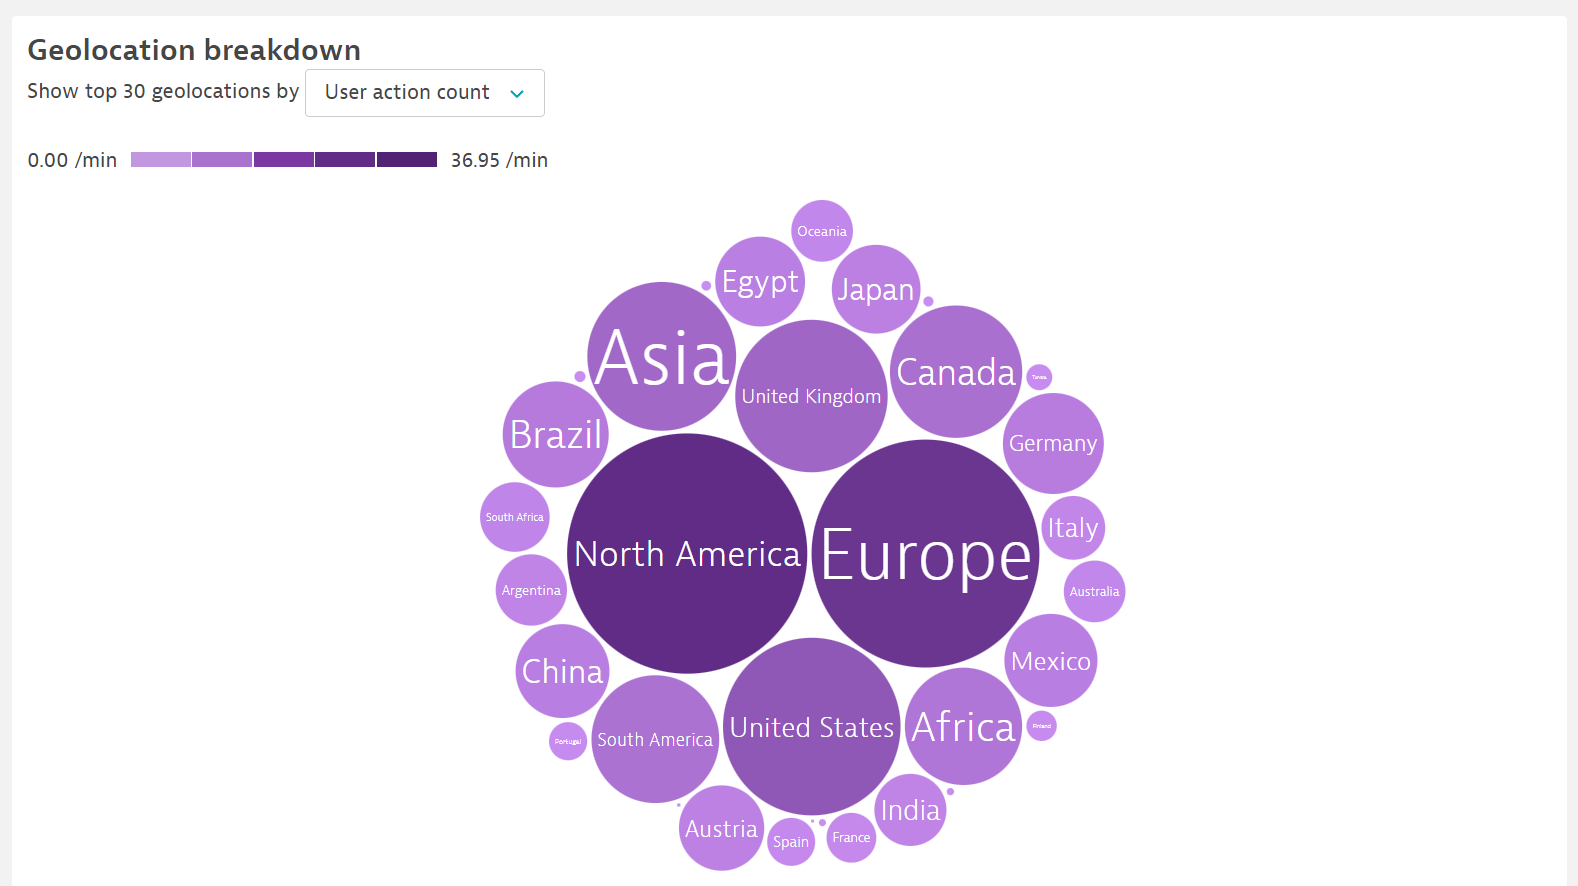 Geolocation breakdown
Show top 30 geolocations by User action count
0.00 /min 36.95 /min
Oceania
Egypt
Japan
Asia
Canada
United Kingdom
Brazil
Germany
South Africa
Italy
North America
Europe
Argentina
Australia
China
Mexico
South America
United States
Africa
Finland
Portugal
India
Austria
Spain
France